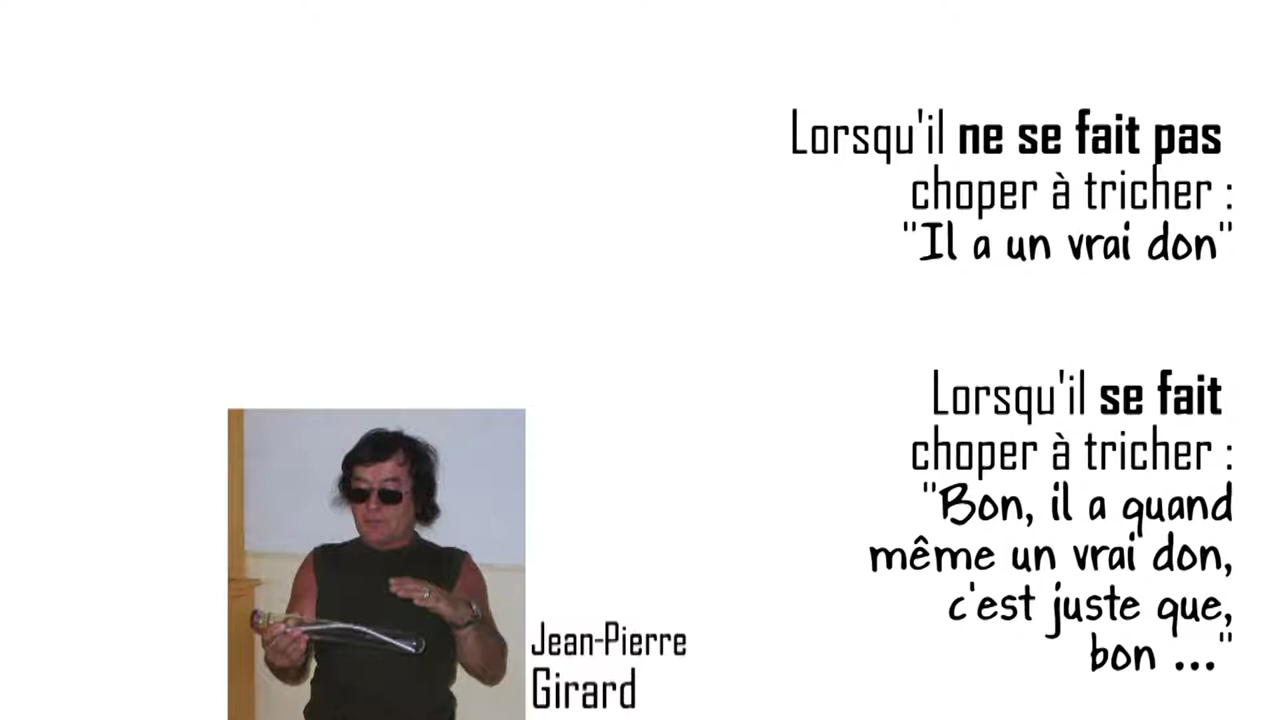 Lorsqu'il ne se fait pas
choper à tricher :
"Il a un vrai don"
Lorsqu'il se fait
choper à tricher :
"Bon, il a quand
même un vrai don,
c'est juste que,
bon ..."
Jean-Pierre
Girard